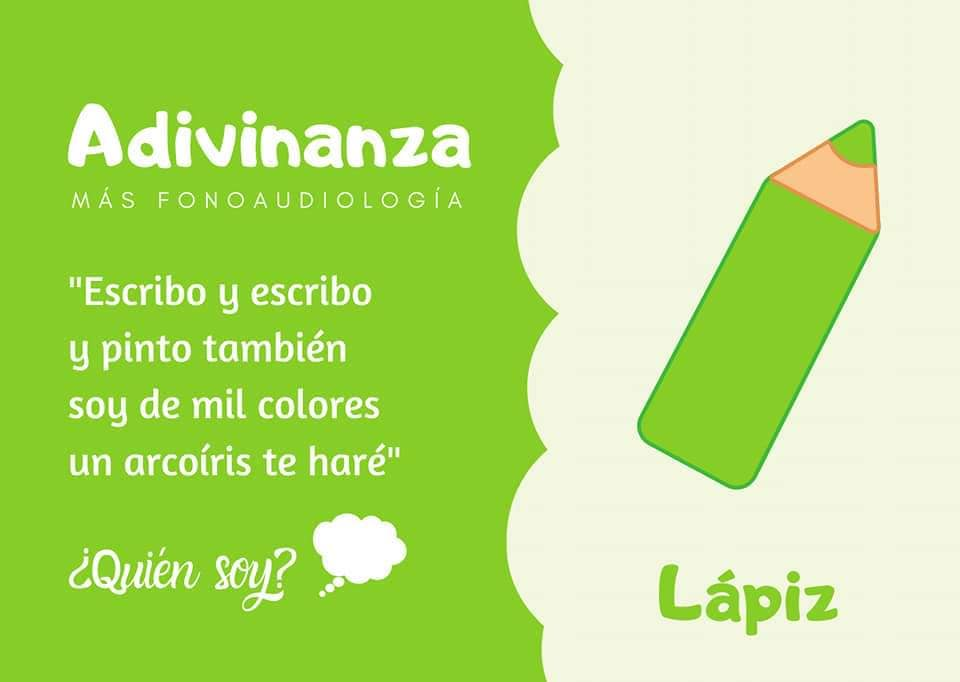 Adivinanza
MÁS FONOAUDIOLOGÍA
"Escribo y escribo
y pinto también
soy de mil colores
un arcoíris te haré"
¿Quién soy?
Lápiz